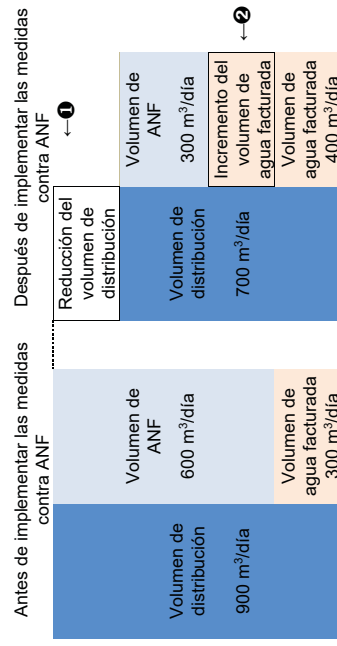 Antes de implementar las medidas
contra ANF
Volumen de
distribución
900 m³/día
Volumen de
ANF
600 m³/día
Volumen de
agua facturada
300 m³/día
Después de implementar las medidas
contra ANF
Reducción del
volumen de
distribución
←❶
Volumen de
distribución
700 m³/día
Volumen de
ANF
300 m³/día
Incremento del
volumen de
agua facturada
←❷
Volumen de
agua facturada
400 m³/día